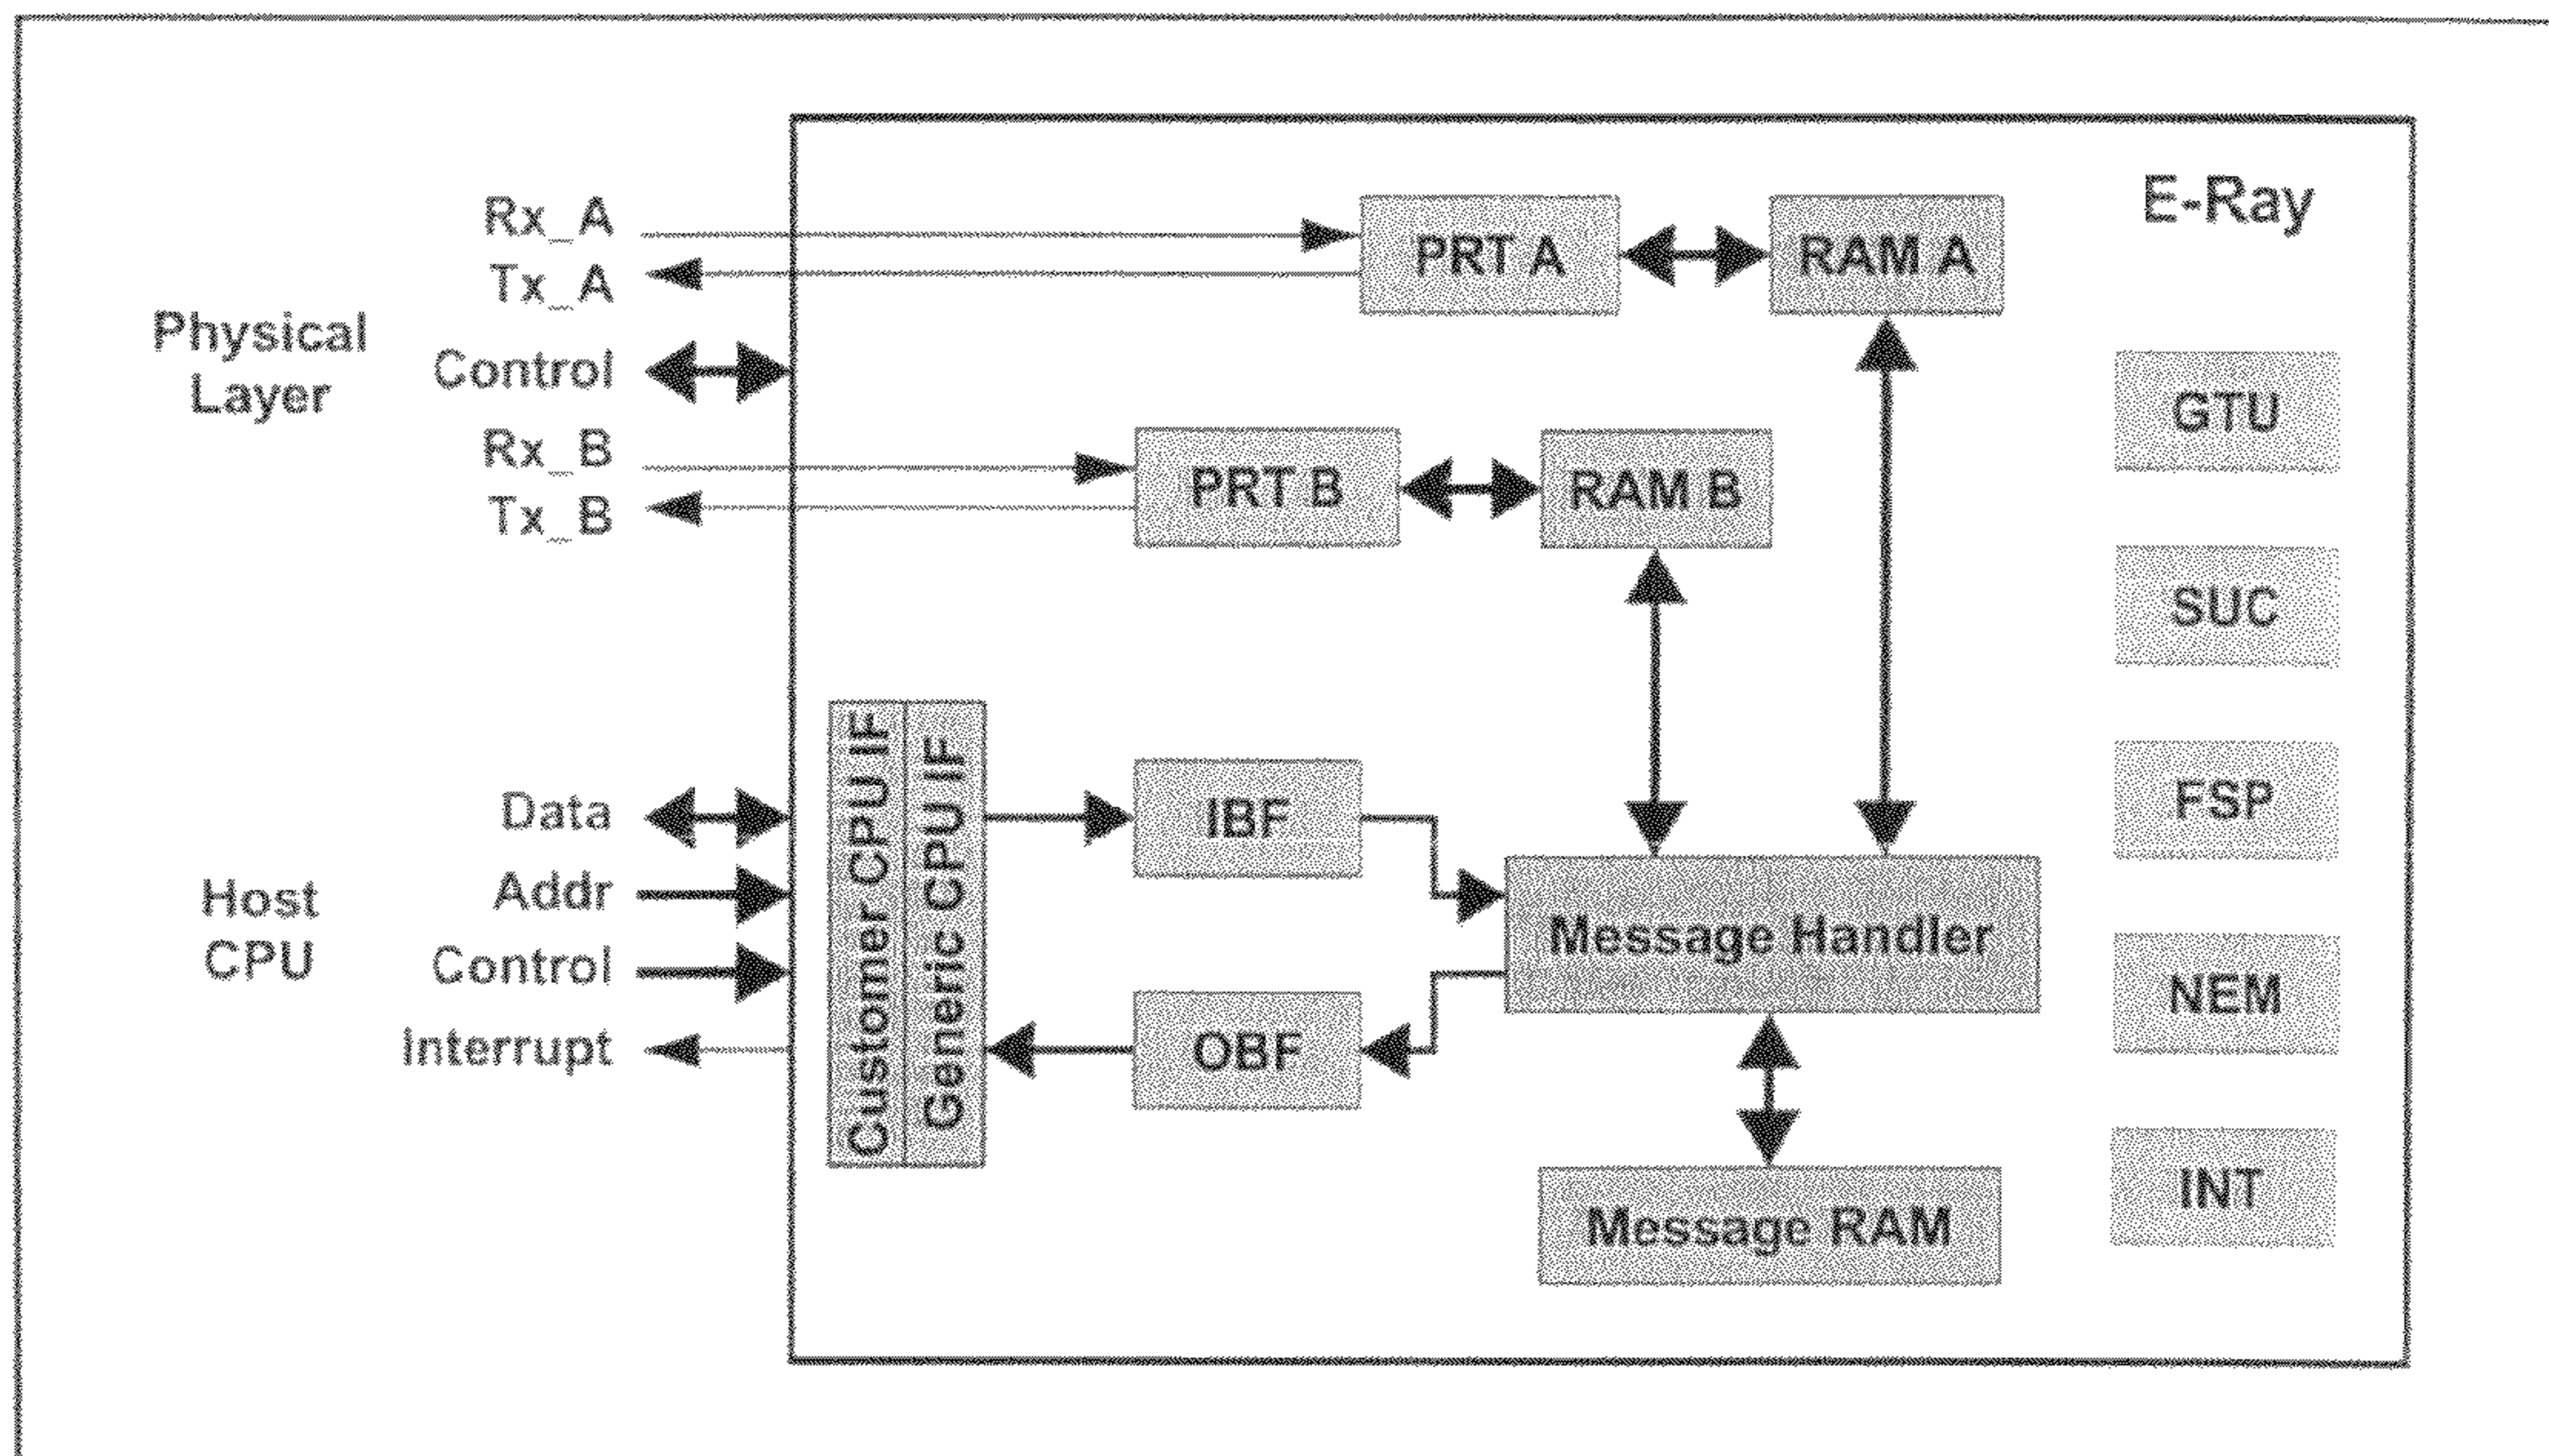 E-Ray
Rx_A
Tx_A
PRT A
RAM A
Physical
Layer
Control
GTU
Rx_B
Tx_B
PRT B
RAM B
SUC
Customer CPU IF
Generic CPU IF
Data
IBF
FSP
Host
CPU
Addr
Control
Message Handler
NEM
Interrupt
OBF
Message RAM
INT